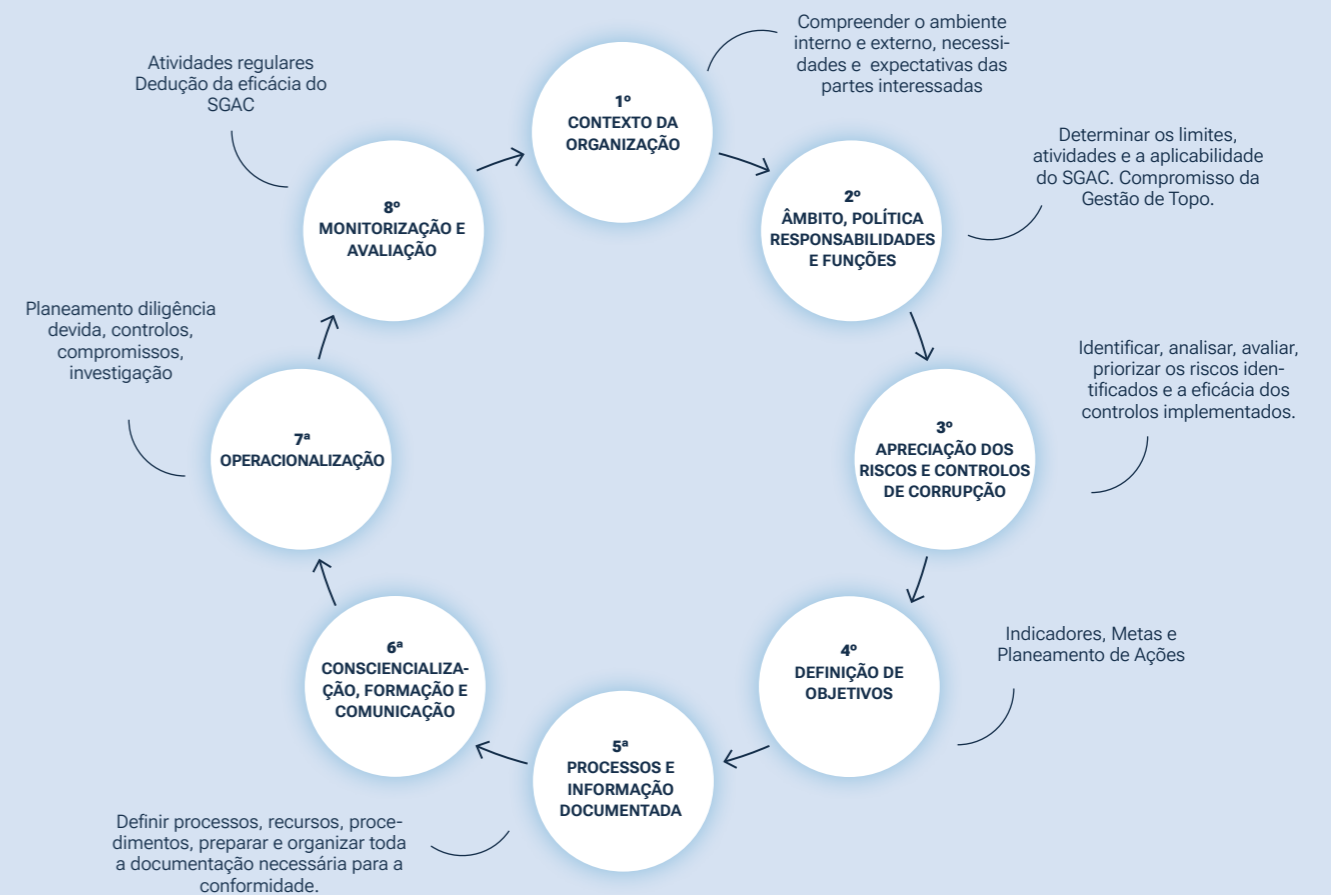 Compreender o ambiente
interno e externo, necessi-
dades e expectativas das
partes interessadas
1º
CONTEXTO DA
ORGANIZAÇÃO
Determinar os limites,
atividades e a aplicabilidade
do SGAC. Compromisso da
Gestão de Topo.
2º
ÂMBITO, POLÍTICA
RESPONSABILIDADES
E FUNÇÕES
Identificar, analisar, avaliar,
priorizar os riscos iden-
tificados e a eficácia dos
controlos implementados.
3º
APRECIAÇÃO DOS
RISCOS E CONTROLOS
DE CORRUPÇÃO
Indicadores, Metas e
Planeamento de Ações
4º
DEFINIÇÃO DE
OBJETIVOS
5ª
PROCESSOS E
INFORMAÇÃO
DOCUMENTADA
Definir processos, recursos, proce-
dimentos, preparar e organizar toda
a documentação necessária para a
conformidade.
6ª
CONSCIENCIALIZA-
ÇÃO, FORMAÇÃO E
COMUNICAÇÃO
7ª
OPERACIONALIZAÇÃO
Planeamento diligência
devida, controlos,
compromissos,
investigação
8º
MONITORIZAÇÃO E
AVALIAÇÃO
Atividades regulares
Dedução da eficácia do
SGAC